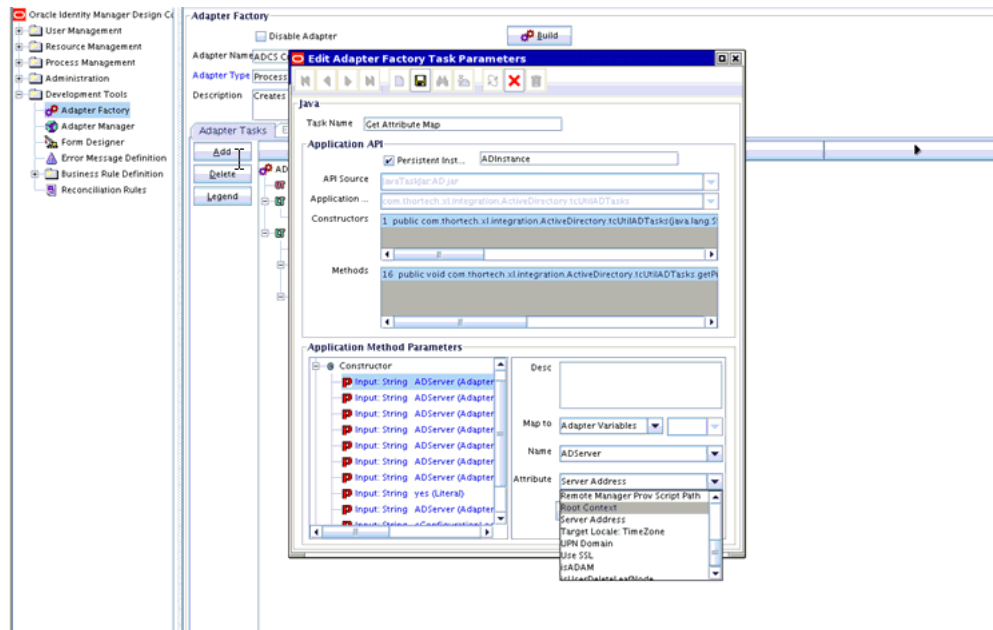 Oracle Identity Manager Design Co
User Management
Resource Management
Process Management
Administration
Development Tools
Adapter Factory
Adapter Manager
Form Designer
Error Message Definition
Business Rule Definition
Reconciliation Rules
Adapter Factory
Disable Adapter
Build
Adapter Name ADCS C
Adapter Type Process
Description Creates
Adapter Tasks
Add
Delete
Legend
AD
Edit Adapter Factory Task Parameters
Java
Task Name Get Attribute Map
Application API
Persistent Inst... ADInstance
API Source JavaTaskJar:AD.jar
Application ... com.thortech.xl.integration.ActiveDirectory.tcUtilADTasks
Constructors 1 public com.thortech.xl.integration.ActiveDirectory.tcUtilADTasks(java.lang.S
Methods 16 public void com.thortech.xl.integration.ActiveDirectory.tcUtilADTasks.getP
Application Method Parameters
Constructor
Input: String ADServer (Adapter
Input: String ADServer (Adapter
Input: String ADServer (Adapter
Input: String ADServer (Adapter
Input: String ADServer (Adapter
Input: String ADServer (Adapter
Input: String ADServer (Adapter
Input: String yes (Literal)
Input: String
Desc
Map to Adapter Variables
Name ADServer
Attribute Server Address
Remote Manager Prov Script Path
Root Context
Server Address
Target Locale: TimeZone
UPN Domain
Use SSL
isADAM
isUserDeleteLeafNode